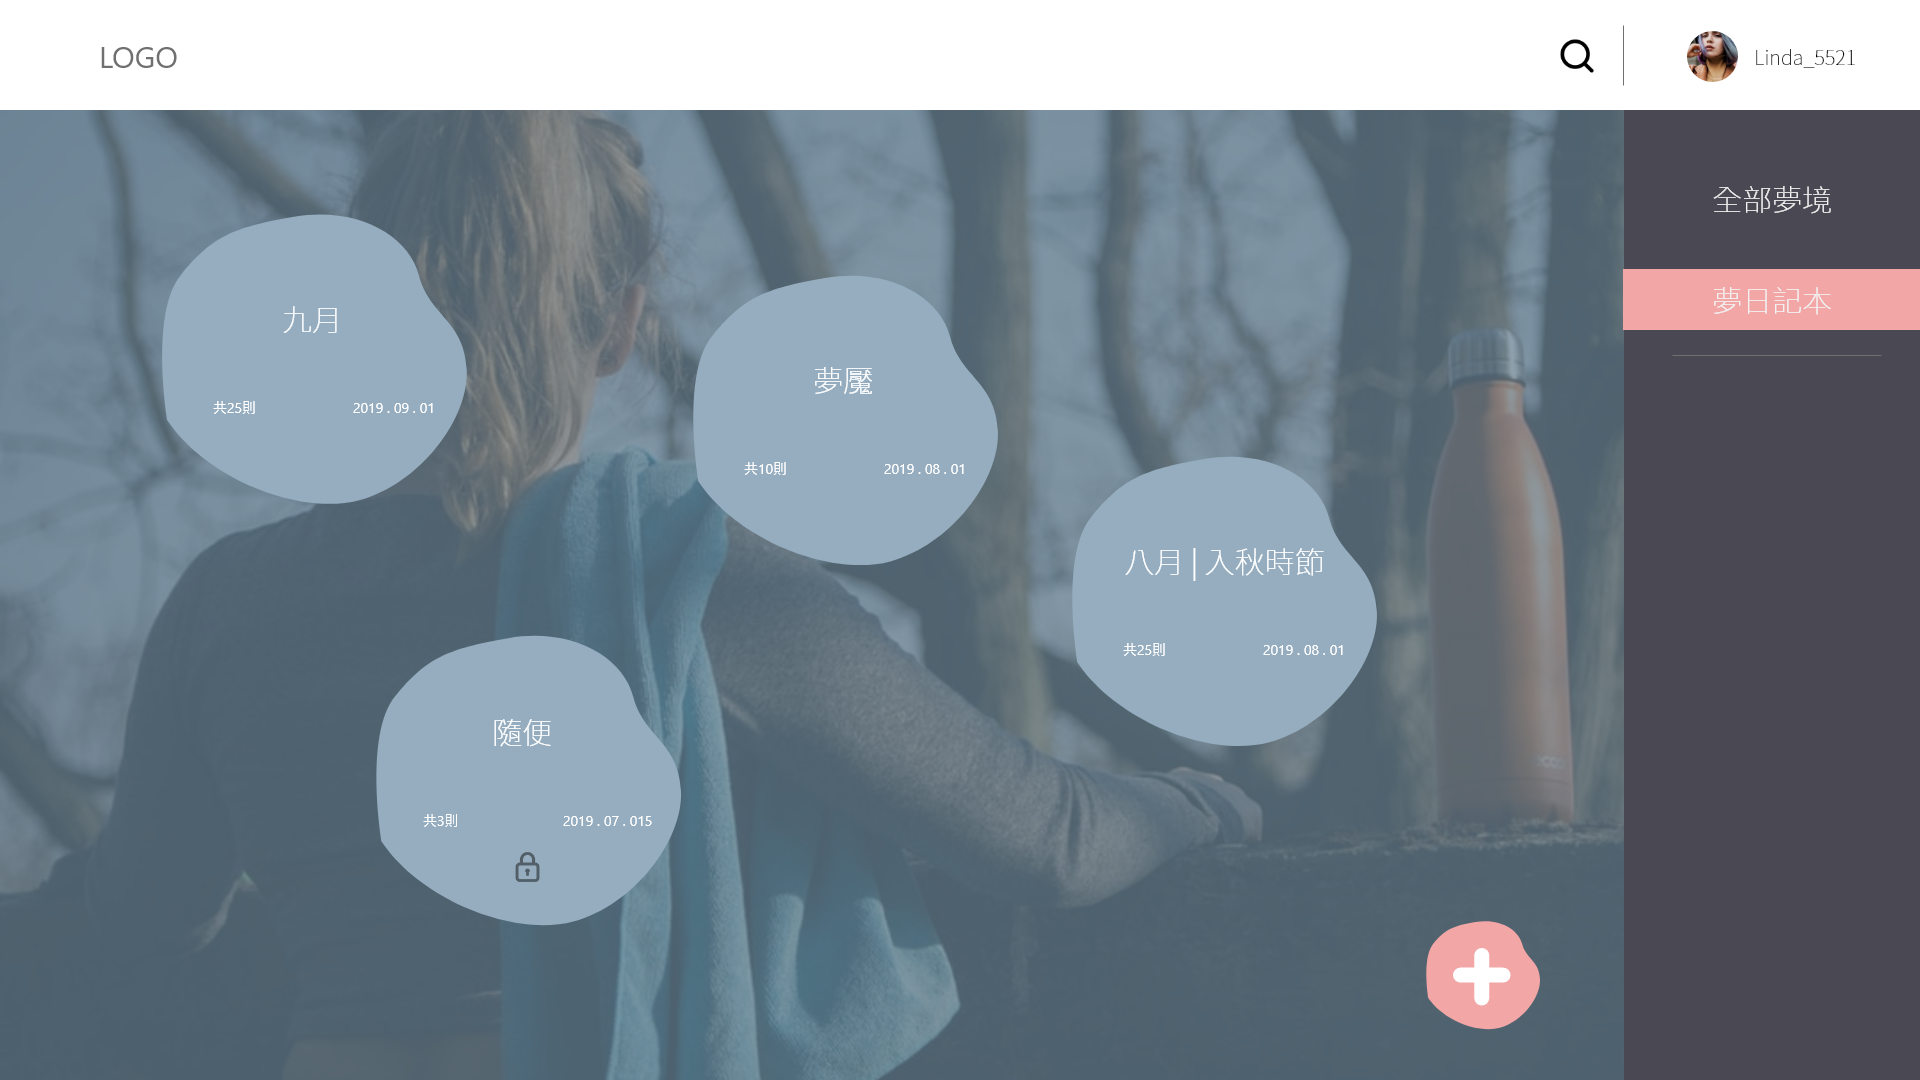 LOGO
Linda_5521
全部夢境
夢日記本
九月
共25則
2019 . 09 . 01
夢魘
共10則
2019 . 08 . 01
八月 | 入秋時節
共25則
2019 . 08 . 01
隨便
共3則
2019 . 07 . 015